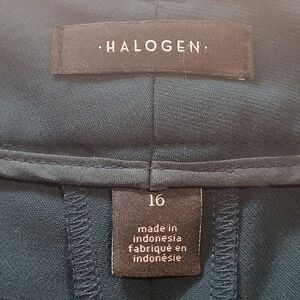 ·HALOGEN·
16
made in
indonesia
fabriqué en
indonésie